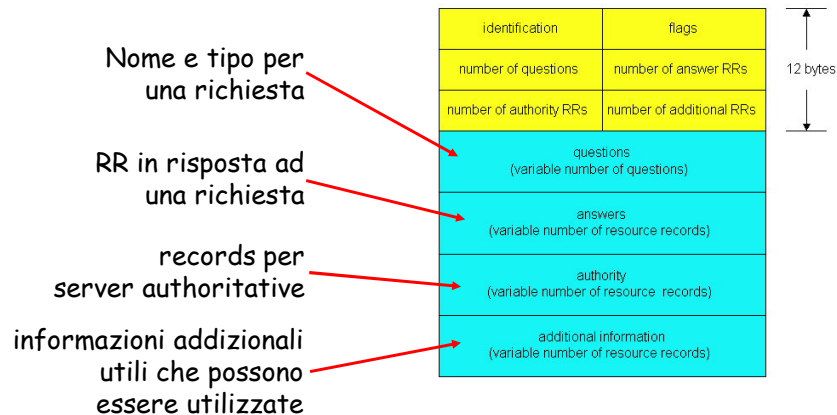 identification
flags
Nome e tipo per
una richiesta
number of questions
number of answer RRs
12 bytes
number of authority RRs
number of additional RRs
RR in risposta ad
una richiesta
questions
(variable number of questions)
answers
(variable number of resource records)
records per
server authoritative
authority
(variable number of resource records)
informazioni addizionali
utili che possono
essere utilizzate
additional information
(variable number of resource records)